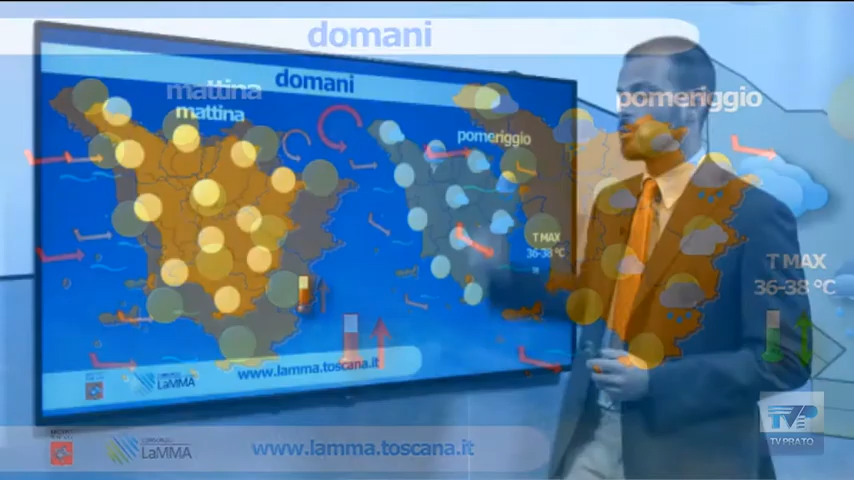 domani
domani
mattina
mattina
pomeriggio
pomeriggio
T MAX
36-38 °C
T MAX
36-38 °C
www.lamma.toscana.it
LaMMA
www.lamma.toscana.it
LaMMA
TVP
TV PRATO